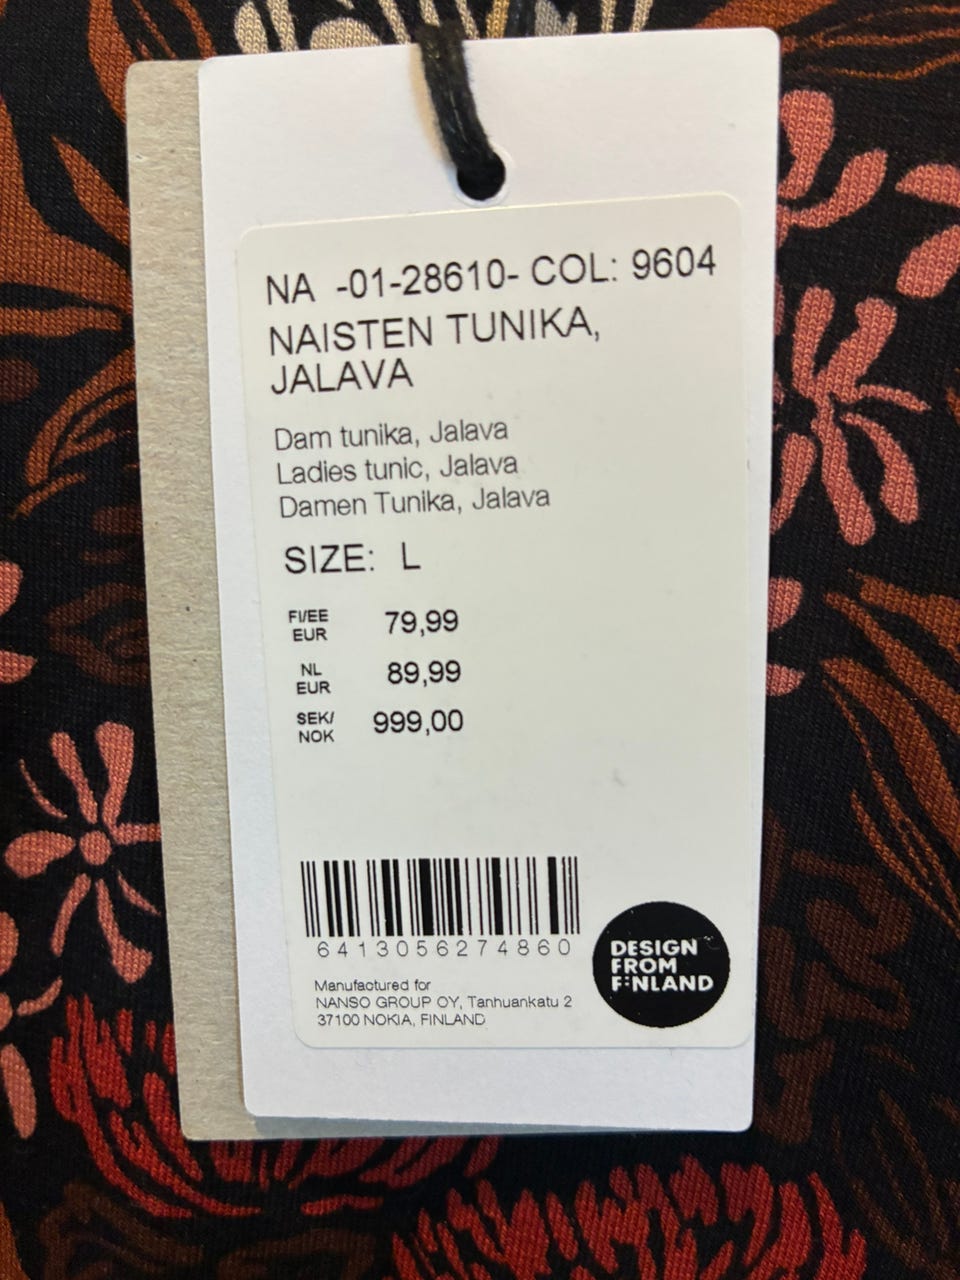 NA -01-28610- COL: 9604
NAISTEN TUNIKA,
JALAVA
Dam tunika, Jalava
Ladies tunic, Jalava
Damen Tunika, Jalava
SIZE: L
FI/EE
EUR 79,99
NL
EUR 89,99
SEK/
NOK 999,00
6413056274860
Manufactured for
NANSO GROUP OY, Tanhuankatu 2
37100 NOKIA, FINLAND
DESIGN
FROM
FINLAND